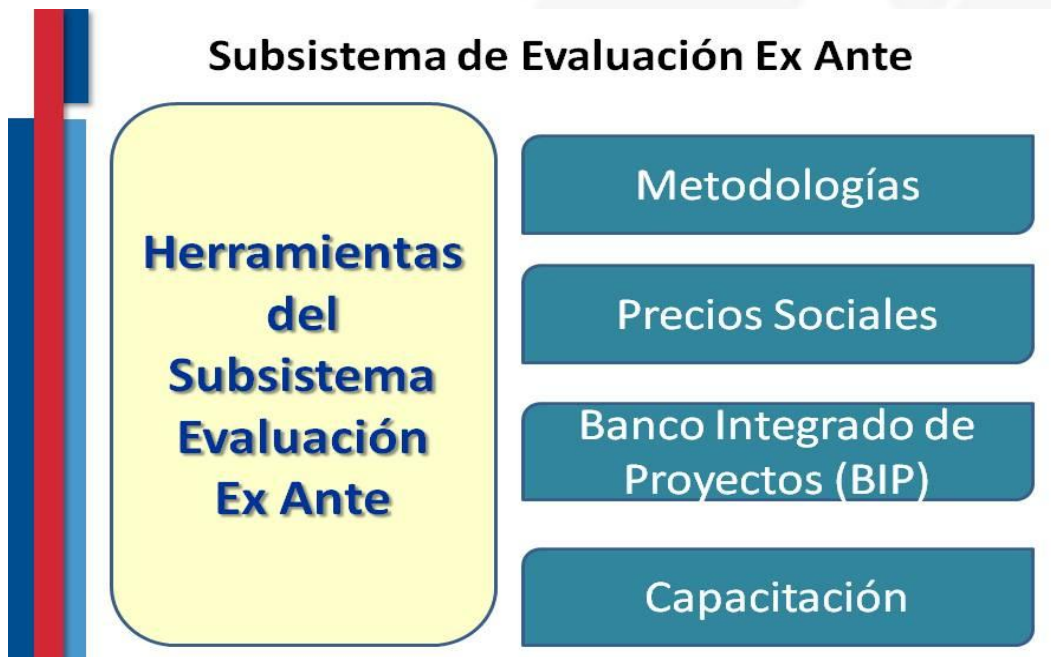 Subsistema de Evaluación Ex Ante
Herramientas
del
Subsistema
Evaluación
Ex Ante
Metodologías
Precios Sociales
Banco Integrado de
Proyectos (BIP)
Capacitación